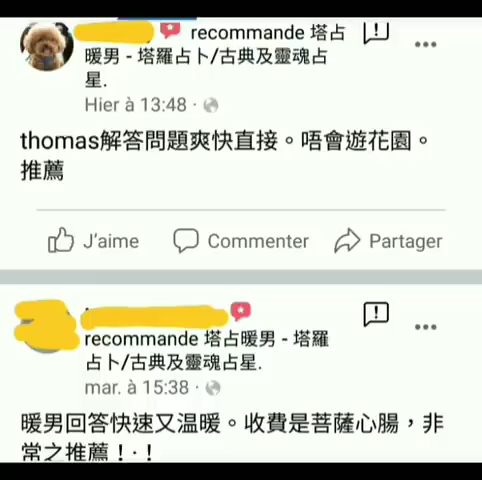 recommande 塔占
暖男 - 塔羅占卜/古典及靈魂占
星.
Hier à 13:48 ·
thomas解答問題爽快直接。唔會遊花園。
推薦
J'aime Commenter Partager
recommande 塔占暖男 - 塔羅
占卜/古典及靈魂占星.
mar. à 15:38 ·
暖男回答快速又温暖。收費是菩薩心腸，非
常之推薦！·！